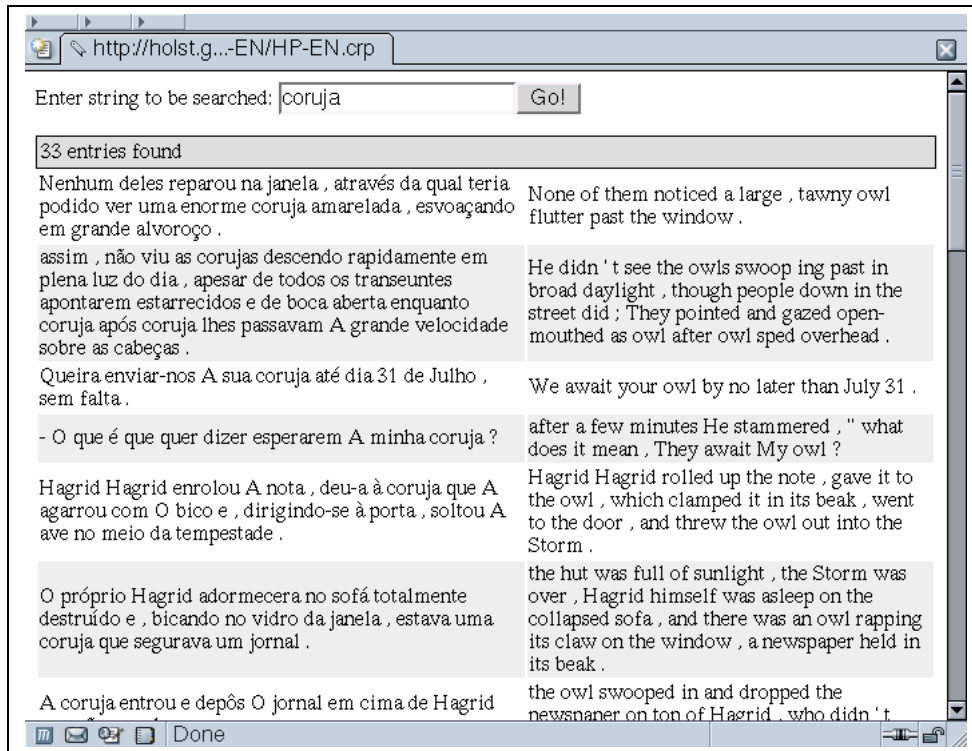 http://holst.g...-EN/HP-EN.crp
Enter string to be searched: coruja Go!
33 entries found
Nenhum deles reparou na janela , através da qual teria
podido ver uma enorme coruja amarelada , esvoaçando
em grande alvoroço .
None of them noticed a large , tawny owl
flutter past the window .
assim , não viu as corujas descendo rapidamente em
plena luz do dia , apesar de todos os transeuntes
apontarem estarrecidos e de boca aberta enquanto
coruja após coruja lhes passavam A grande velocidade
sobre as cabeças .
He didn ' t see the owls swoop ing past in
broad daylight , though people down in the
street did ; They pointed and gazed open-
mouthed as owl after owl sped overhead .
Queira enviar-nos A sua coruja até dia 31 de Julho ,
sem falta .
We await your owl by no later than July 31 .
- O que é que quer dizer esperarem A minha coruja ?
after a few minutes He stammered , " what
does it mean , They await My owl ?
Hagrid Hagrid enrolou A nota , deu-a à coruja que A
agarrou com O bico e , dirigindo-se à porta , soltou A
ave no meio da tempestade .
Hagrid Hagrid rolled up the note , gave it to
the owl , which clamped it in its beak , went
to the door , and threw the owl out into the
Storm .
O próprio Hagrid adormecera no sofá totalmente
destruído e , bicando no vidro da janela , estava uma
coruja que segurava um jornal .
the hut was full of sunlight , the Storm was
over , Hagrid himself was asleep on the
collapsed sofa , and there was an owl rapping
its claw on the window , a newspaper held in
its beak .
A coruja entrou e depôs O jornal em cima de Hagrid
the owl swooped in and dropped the
newspaper on top of Hagrid , who didn ' t
Done